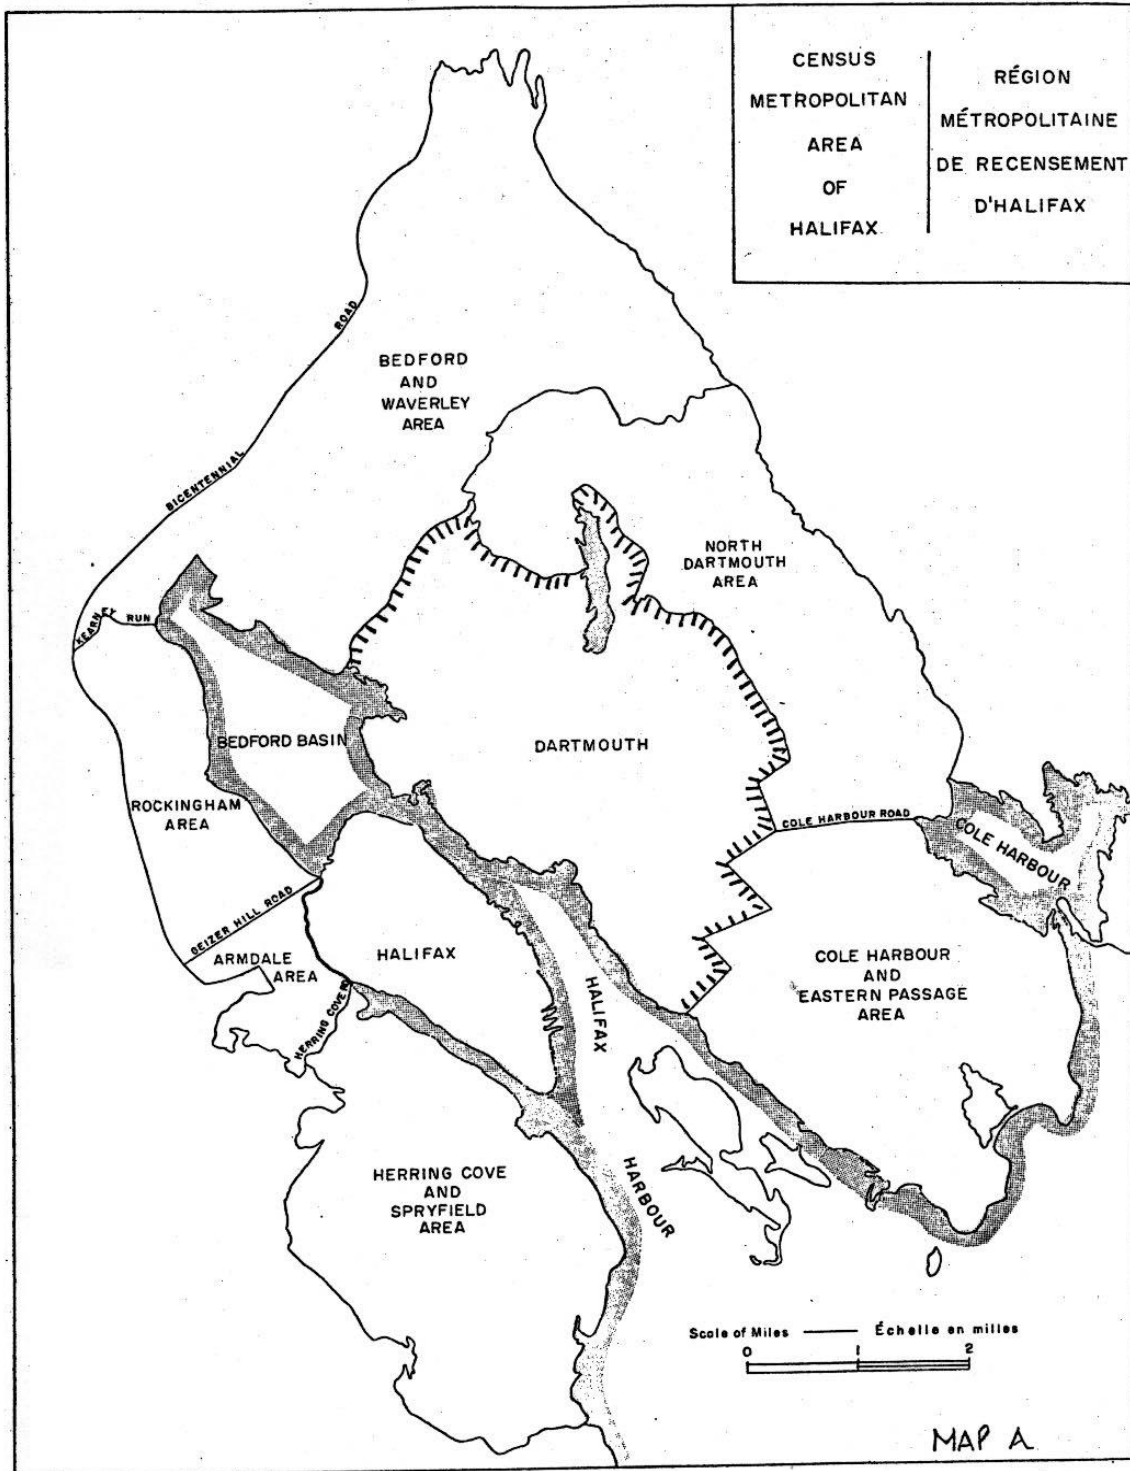 CENSUS
METROPOLITAN
AREA
OF
HALIFAX
RÉGION
MÉTROPOLITAINE
DE RECENSEMENT
D'HALIFAX
ROAD
BEDFORD
AND
WAVERLEY
AREA
BICENTENNIAL
NORTH
DARTMOUTH
AREA
KEARNEY RUN
BEDFORD BASIN
DARTMOUTH
ROCKINGHAM
AREA
COLE HARBOUR ROAD
COLE HARBOUR
GEIZER HILL ROAD
ARMDALE
AREA
HALIFAX
HERRING COVE RD
HALIFAX
HARBOUR
COLE HARBOUR
AND
EASTERN PASSAGE
AREA
HERRING COVE
AND
SPRYFIELD
AREA
Scale of Miles Échelle en milles
0 1 2
MAP A